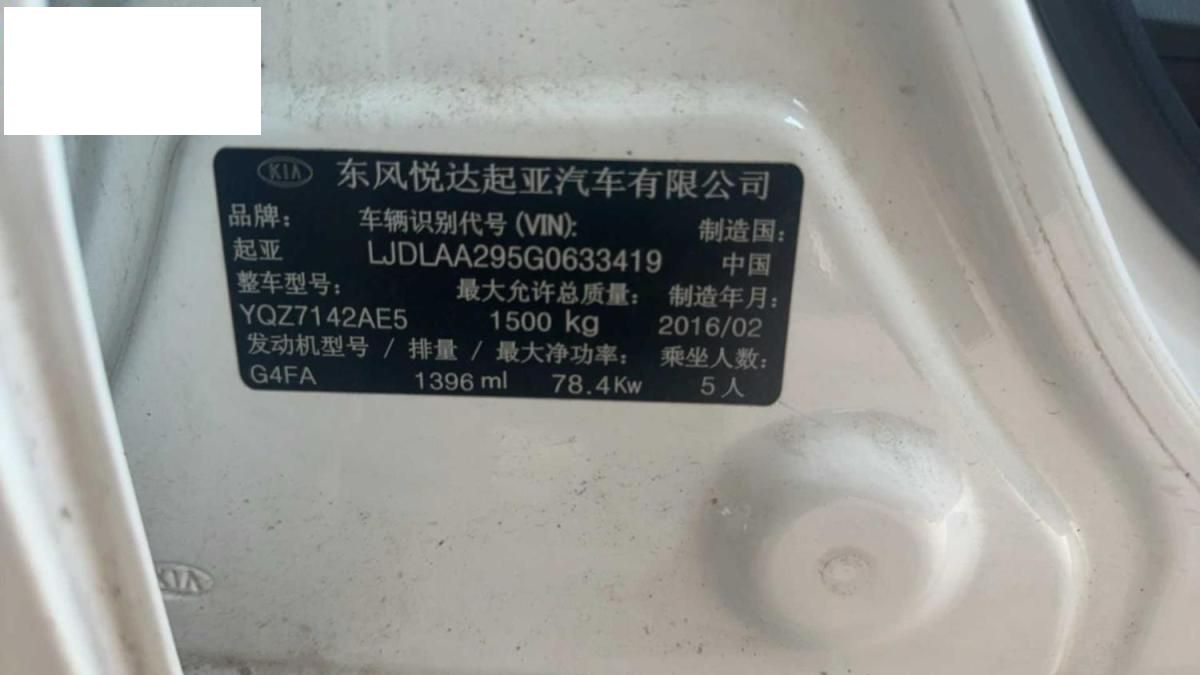 KIA 东风悦达起亚汽车有限公司
品牌： 车辆识别代号 (VIN): 制造国：
起亚 LJDLAA295G0633419 中国
整车型号： 最大允许总质量： 制造年月：
YQZ7142AE5 1500 kg 2016/02
发动机型号 / 排量 / 最大净功率： 乘坐人数：
G4FA 1396 ml 78.4Kw 5 人
KIA